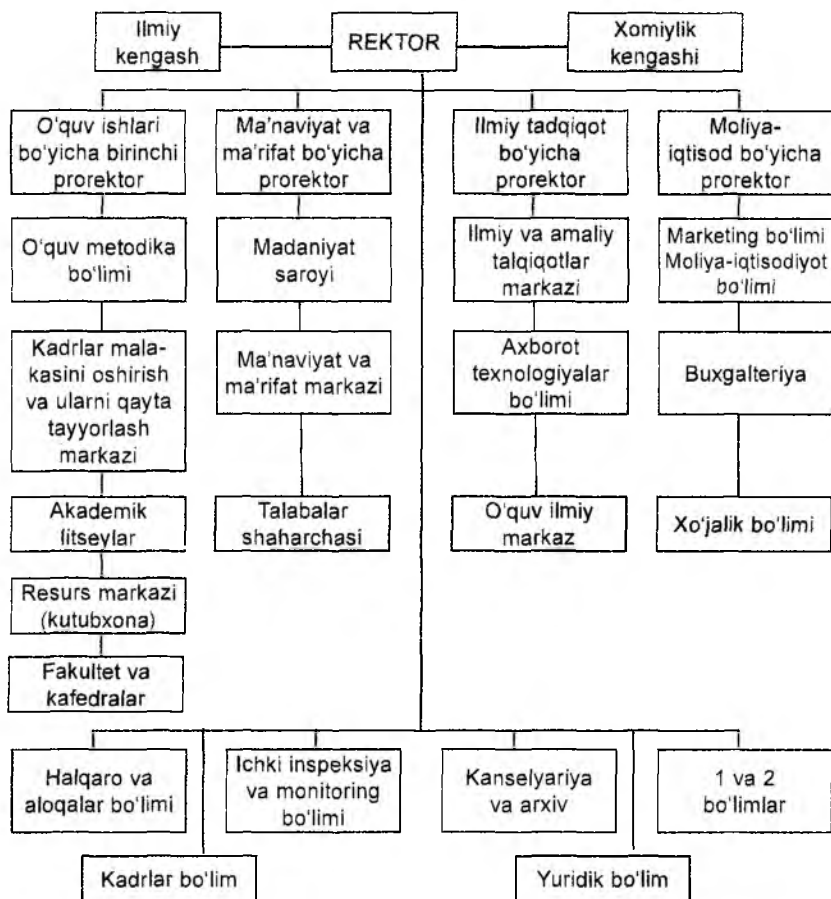 Ilmiy
kengash
REKTOR
Xomiylik
kengashi
O'quv ishlari
bo'yicha birinchi
prorektor
Ma'naviyat va
ma'rifat bo'yicha
prorektor
Ilmiy tadqiqot
bo'yicha
prorektor
Moliya-
iqtisod bo'yicha
prorektor
O'quv metodika
bo'limi
Madaniyat
saroyi
Ilmiy va amaliy
talqiqotlar
markazi
Marketing bo'limi
Moliya-iqtisodiyot
bo'limi
Kadrlar mala-
kasini oshirish
va ularni qayta
tayyorlash
markazi
Ma'naviyat va
ma'rifat markazi
Axborot
texnologiyalar
bo'limi
Buxgalteriya
Akademik
litseylar
Talabalar
shaharchasi
O'quv ilmiy
markaz
Xo'jalik bo'limi
Resurs markazi
(kutubxona)
Fakultet va
kafedralar
Halqaro va
aloqalar bo'limi
Ichki inspeksiya
va monitoring
bo'limi
Kanselyariya
va arxiv
1 va 2
bo'limlar
Kadrlar bo'lim
Yuridik bo'lim